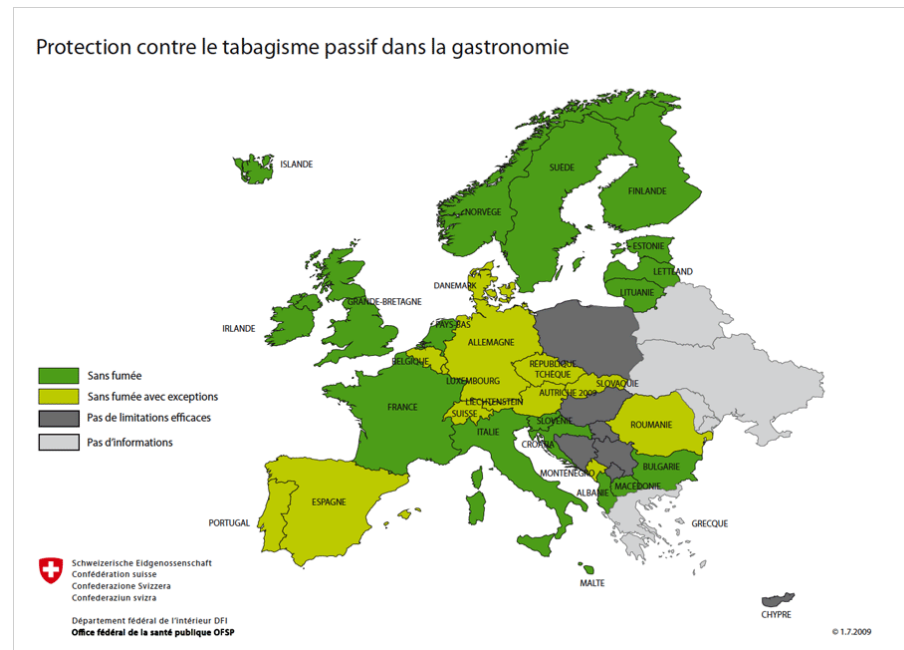 Protection contre le tabagisme passif dans la gastronomie
ISLANDE
SUÈDE
FINLANDE
NORVÈGE
ESTONIE
LETTLAND
LITUANIE
DANEMARK
GRANDE-BRETAGNE
IRLANDE
PAYS-BAS
ALLEMAGNE
BELGIQUE
RÉPUBLIQUE
TCHÈQUE
LUXEMBOURG
SLOVAQUIE
AUTRICHE 2009
LIECHTENSTEIN
FRANCE
SUISSE
SLOVÉNIE
ROUMANIE
ITALIE
CROATIA
MONTÉNÉGRO
BULGARIE
MACÉDONIE
ALBANIE
ESPAGNE
PORTUGAL
GRECQUE
MALTE
CHYPRE
Sans fumée
Sans fumée avec exceptions
Pas de limitations efficaces
Pas d'informations
Schweizerische Eidgenossenschaft
Confédération suisse
Confederazione Svizzera
Confederaziun svizra
Département fédéral de l'intérieur DFI
Office fédéral de la santé publique OFSP
© 1.7.2009